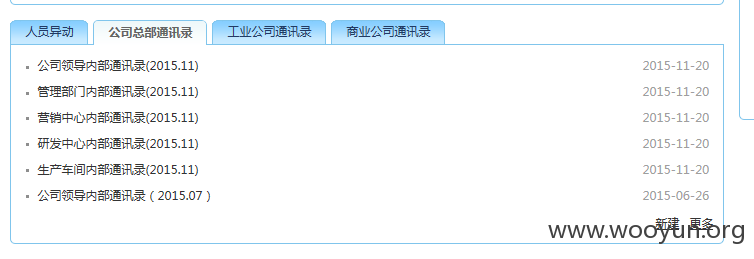 人员异动 公司总部通讯录 工业公司通讯录 商业公司通讯录
公司领导内部通讯录(2015.11) 2015-11-20
管理部门内部通讯录(2015.11) 2015-11-20
营销中心内部通讯录(2015.11) 2015-11-20
研发中心内部通讯录(2015.11) 2015-11-20
生产车间内部通讯录(2015.11) 2015-11-20
公司领导内部通讯录（2015.07） 2015-06-26
新建 更多
www.wooyun.org